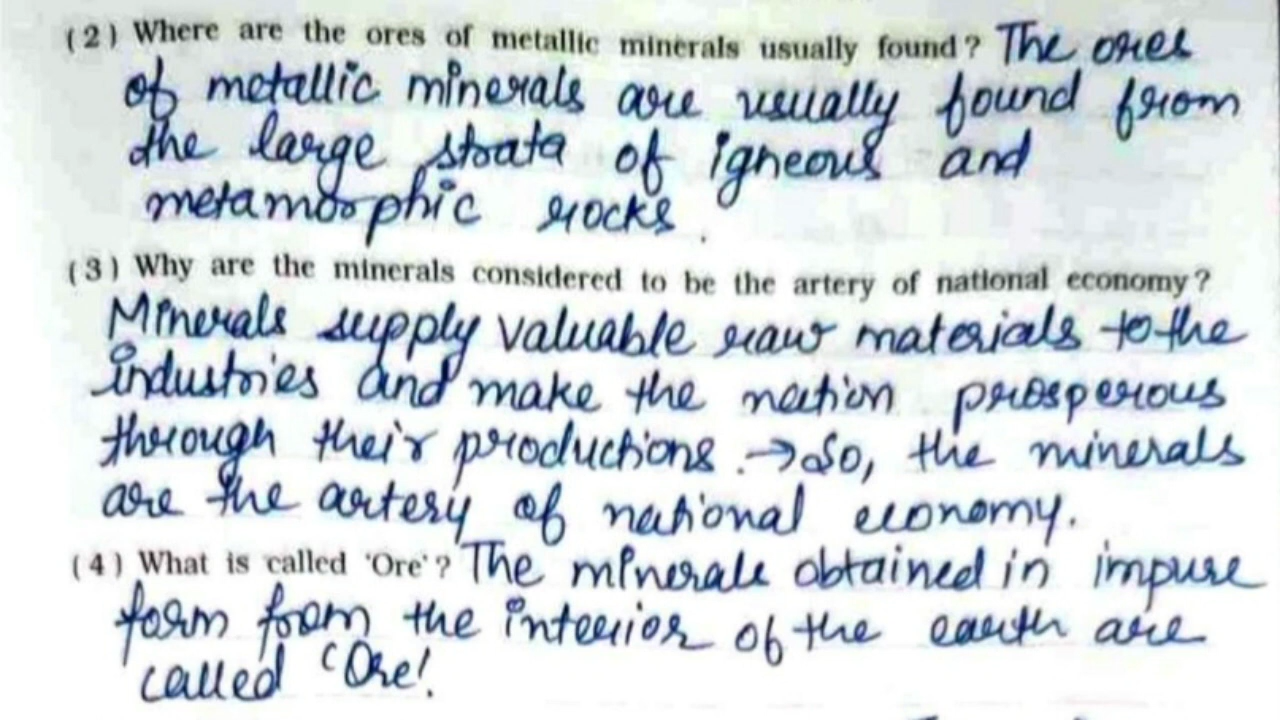 (2) Where are the ores of metallic minerals usually found? The ores
of metallic minerals are usually found from
the large strata of igneous and
metamorphic rocks.
(3) Why are the minerals considered to be the artery of national economy?
Minerals supply valuable raw materials to the
industries and make the nation prosperous
through their productions.→So, the minerals
are the artery of national economy.
(4) What is called 'Ore'? The minerals obtained in impure
form from the interior of the earth are
called 'Ore'.